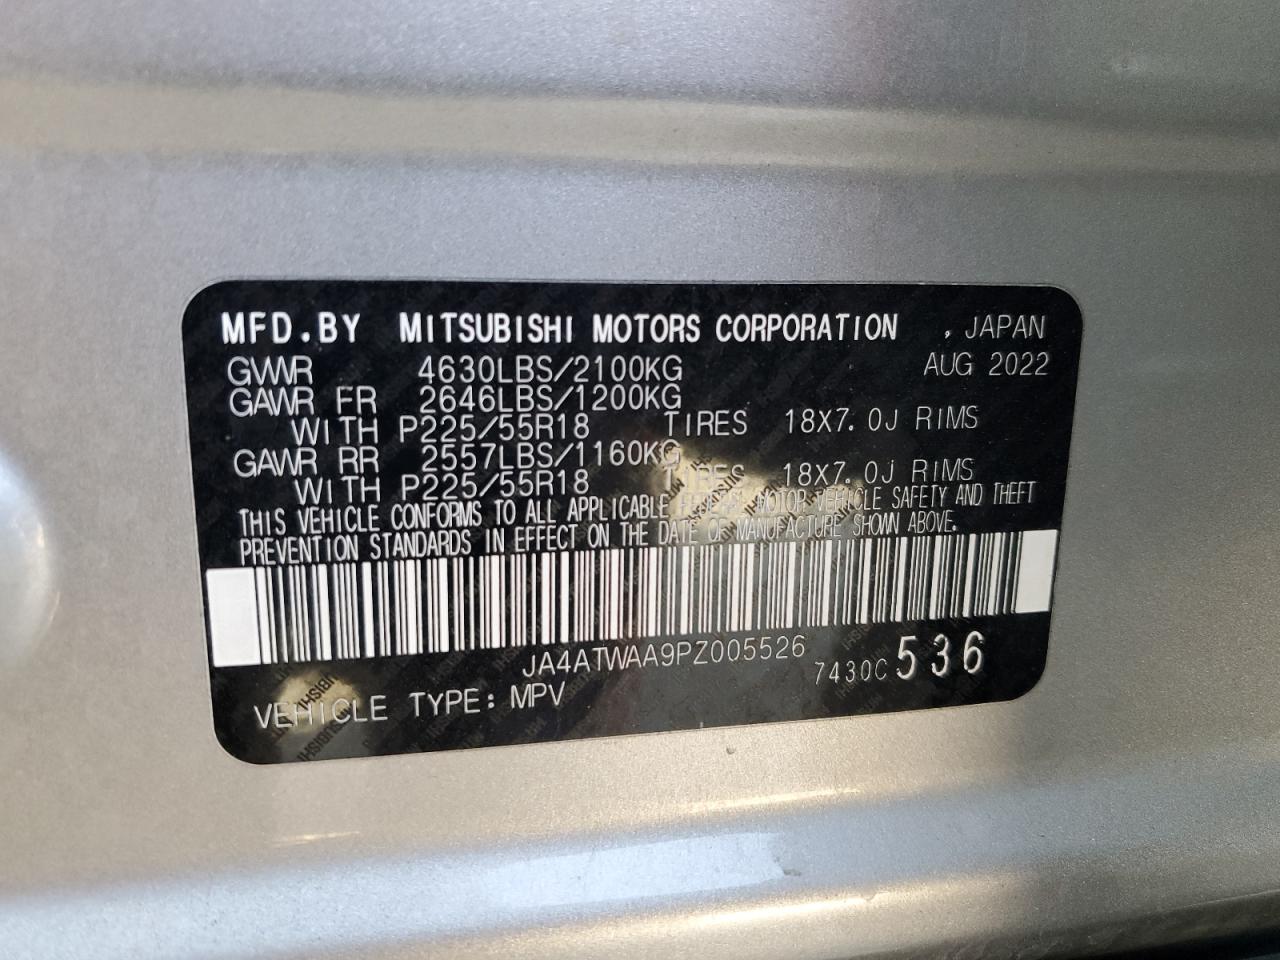 MFD.BY MITSUBISHI MOTORS CORPORATION , JAPAN
GVWR 4630LBS/2100KG AUG 2022
GAWR FR 2646LBS/1200KG
WITH P225/55R18 TIRES 18X7.0J RIMS
GAWR RR 2557LBS/1160KG
WITH P225/55R18 TIRES 18X7.0J RIMS
THIS VEHICLE CONFORMS TO ALL APPLICABLE FEDERAL MOTOR VEHICLE SAFETY AND THEFT
PREVENTION STANDARDS IN EFFECT ON THE DATE OF MANUFACTURE SHOWN ABOVE.
JA4ATWAA9PZ005526 7430C 536
VEHICLE TYPE: MPV